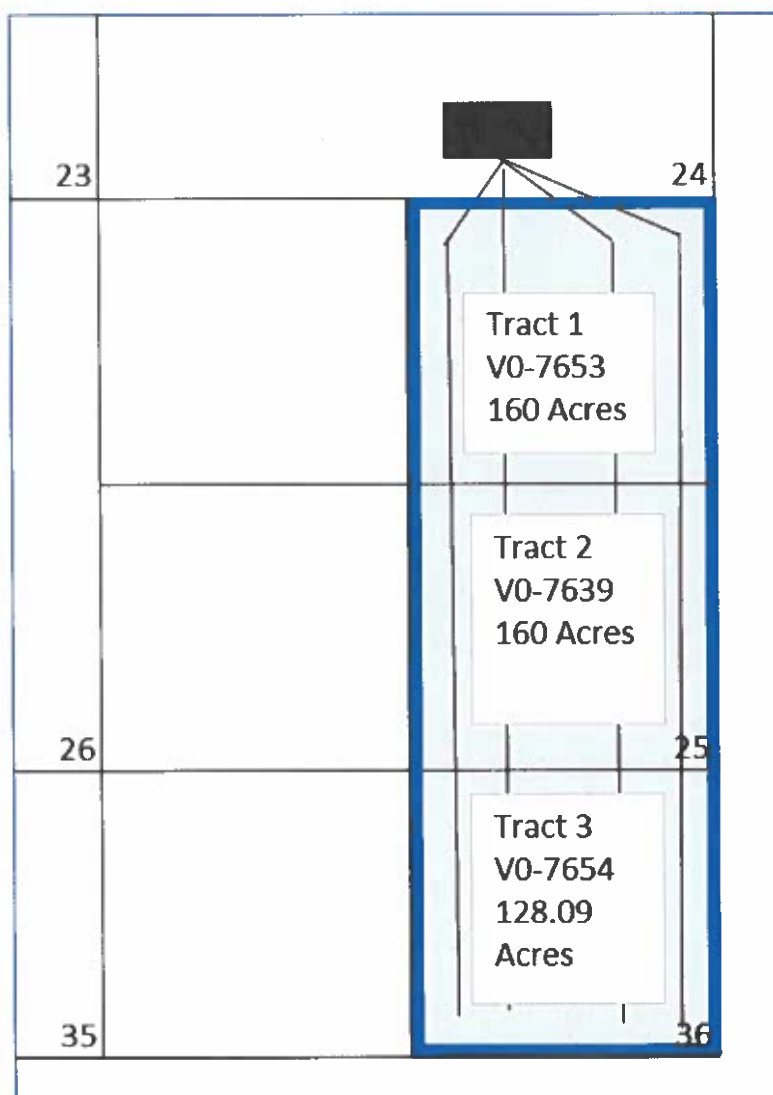 23
24
Tract 1
V0-7653
160 Acres
Tract 2
V0-7639
160 Acres
26
25
Tract 3
V0-7654
128.09
Acres
35
36